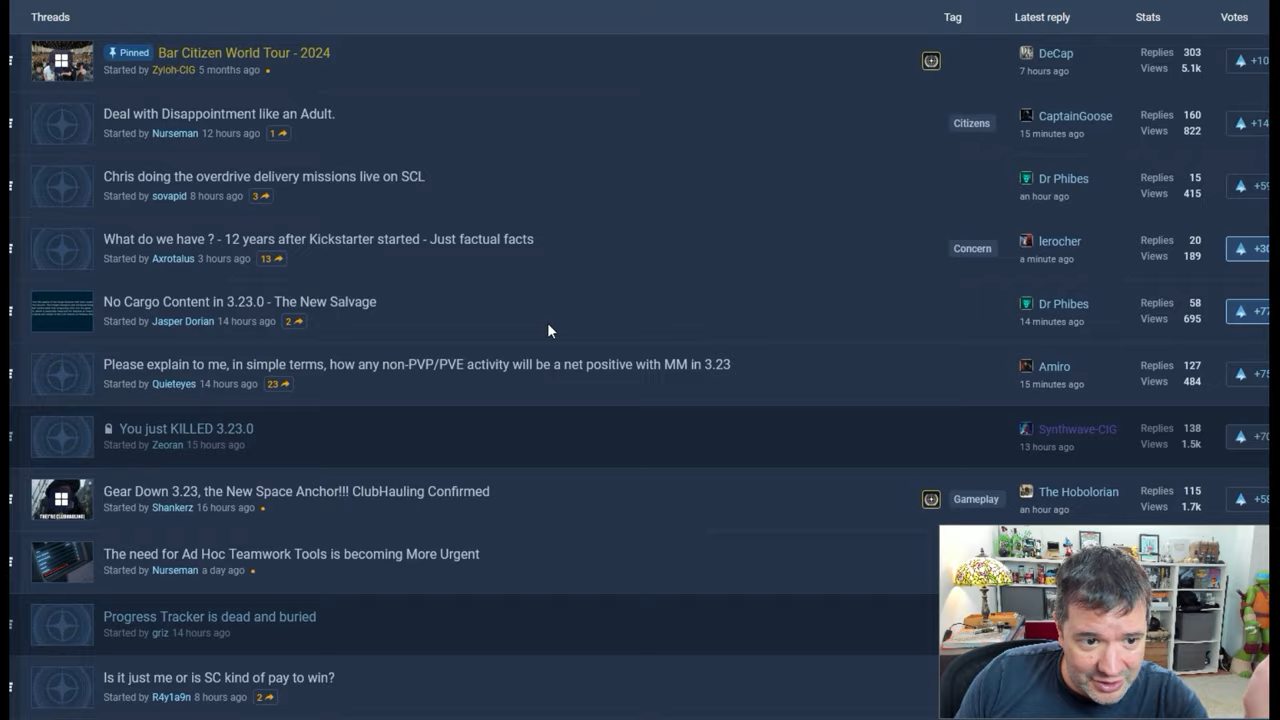 Threads Tag Latest reply Stats Votes
Pinned Bar Citizen World Tour - 2024 DeCap Replies 303
Started by Zyloh-CIG 5 months ago 7 hours ago Views 5.1k +10
Deal with Disappointment like an Adult. CaptainGoose Replies 160
Started by Nurseman 12 hours ago 1 Citizens 15 minutes ago Views 822 +14
Chris doing the overdrive delivery missions live on SCL Dr Phibes Replies 15
Started by sovapid 8 hours ago 3 an hour ago Views 415 +59
What do we have ? - 12 years after Kickstarter started - Just factual facts lerocher Replies 20
Started by Axrotalus 3 hours ago 13 Concern a minute ago Views 189 +30
No Cargo Content in 3.23.0 - The New Salvage Dr Phibes Replies 58
Started by Jasper Dorian 14 hours ago 2 14 minutes ago Views 695 +77
Please explain to me, in simple terms, how any non-PVP/PVE activity will be a net positive with MM in 3.23 Amiro Replies 127
Started by Quieteyes 14 hours ago 23 15 minutes ago Views 484 +75
You just KILLED 3.23.0 Synthwave-CIG Replies 138
Started by Zeoran 15 hours ago 13 hours ago Views 1.5k +70
Gear Down 3.23, the New Space Anchor!!! ClubHauling Confirmed The Hobolorian Replies 115
Started by Shankerz 16 hours ago Gameplay an hour ago Views 1.7k +58
The need for Ad Hoc Teamwork Tools is becoming More Urgent
Started by Nurseman a day ago
Progress Tracker is dead and buried
Started by griz 14 hours ago
Is it just me or is SC kind of pay to win?
Started by R4y1a9n 8 hours ago 2